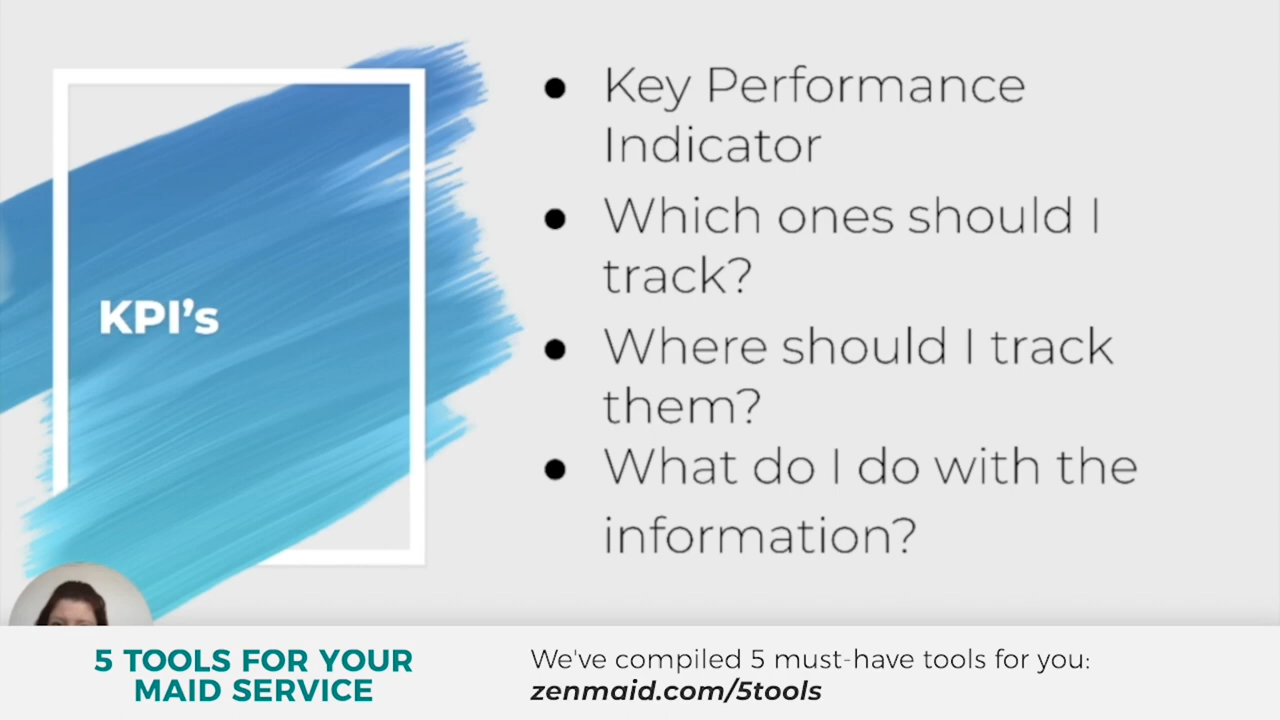 KPI’s
● Key Performance
Indicator
● Which ones should I
track?
● Where should I track
them?
● What do I do with the
information?
5 TOOLS FOR YOUR
MAID SERVICE
We've compiled 5 must-have tools for you:
zenmaid.com/5tools